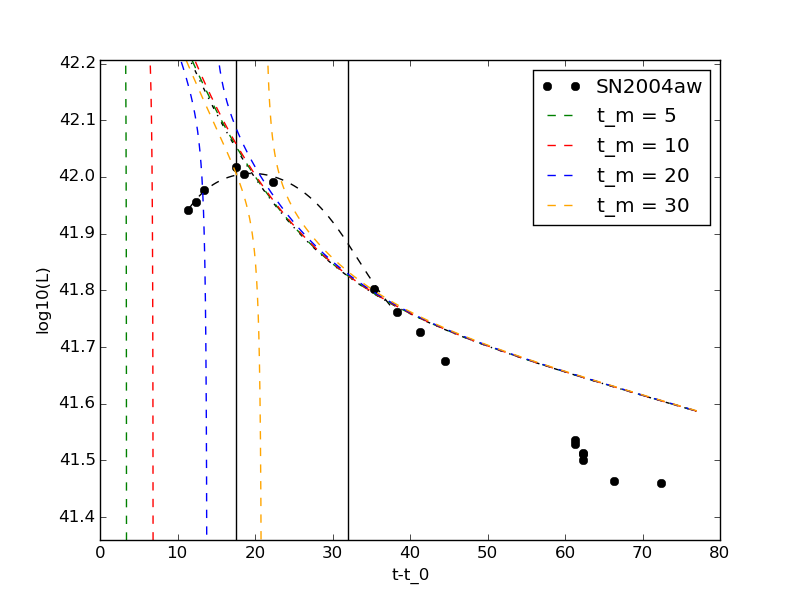 42.2
42.1
42.0
41.9
41.8
41.7
41.6
41.5
41.4
log10(L)
SN2004aw
t_m = 5
t_m = 10
t_m = 20
t_m = 30
0 10 20 30 40 50 60 70 80
t-t_0